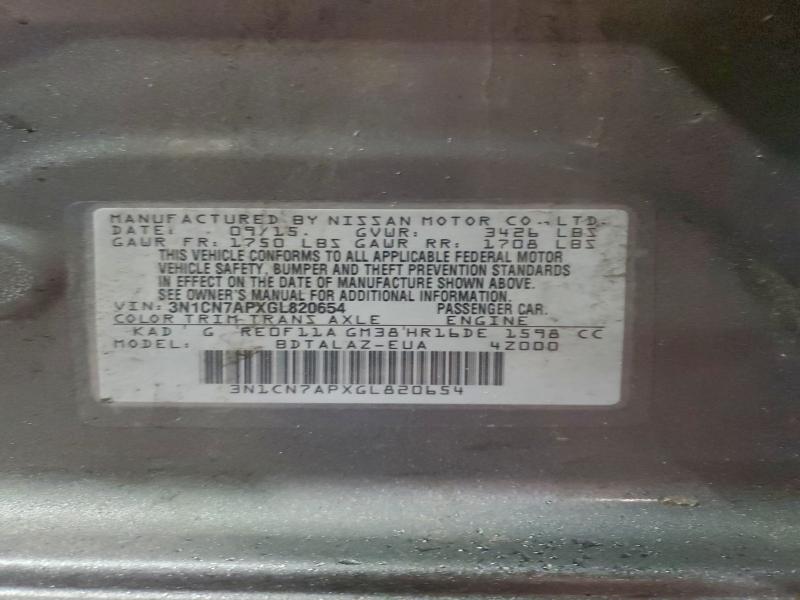 MANUFACTURED BY NISSAN MOTOR CO., LTD.
DATE: 09/15. GVWR: 3426 LBS
GAWR FR: 1750 LBS GAWR RR: 1708 LBS
THIS VEHICLE CONFORMS TO ALL APPLICABLE FEDERAL MOTOR
VEHICLE SAFETY, BUMPER AND THEFT PREVENTION STANDARDS
IN EFFECT ON THE DATE OF MANUFACTURE SHOWN ABOVE.
SEE OWNER'S MANUAL FOR ADDITIONAL INFORMATION.
VIN: 3N1CN7APXGL820654 PASSENGER CAR.
COLOR TRIM TRANS AXLE ENGINE
KAD G RE0F11A GM38 HR16DE 1598 CC
MODEL: BDTALAZ-EUA 4Z000
3N1CN7APXGL820654